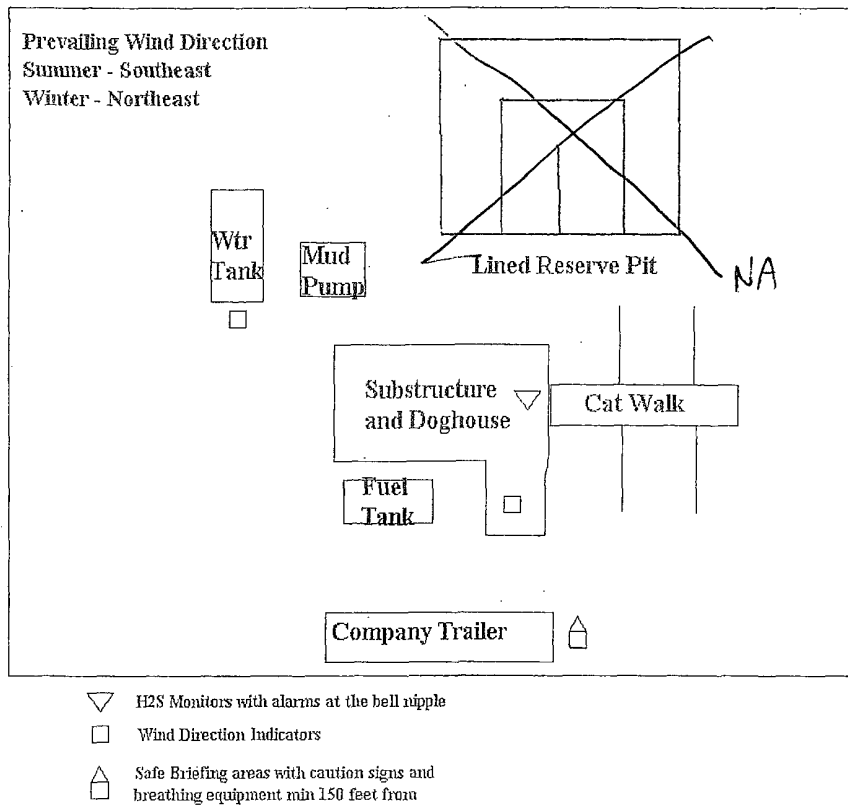 Prevailing Wind Direction
Summer - Southeast
Winter - Northeast
Wtr
Tank
Mud
Pump
Lined Reserve Pit
NA
Substructure
and Doghouse
Cat Walk
Fuel
Tank
Company Trailer
H2S Monitors with alarms at the bell nipple
Wind Direction Indicators
Safe Briefing areas with caution signs and
breathing equipment min 150 feet from